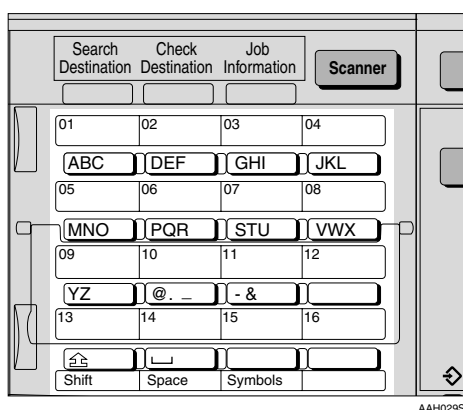 Search Check Job
Destination Destination Information Scanner
01 02 03 04
ABC DEF GHI JKL
05 06 07 08
MNO PQR STU VWX
09 10 11 12
YZ @. _ - &
13 14 15 16
Shift Space Symbols
AAH029S